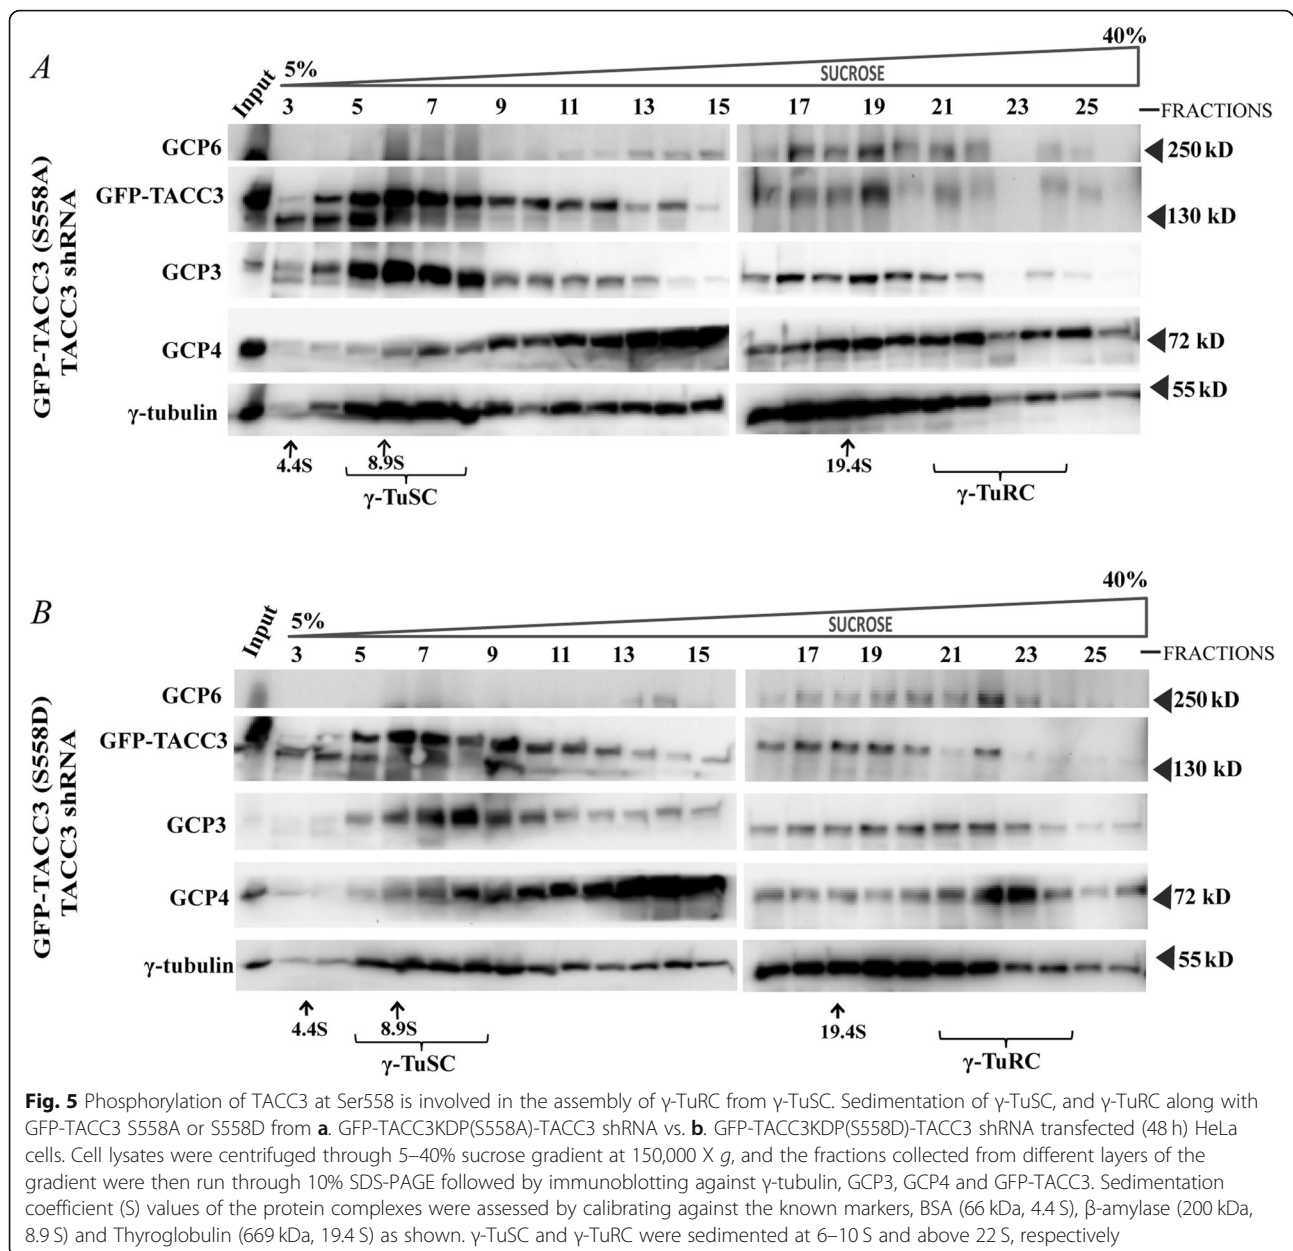 A
40%
5%
SUCROSE
Input
3 5 7 9 11 13 15 17 19 21 23 25 FRACTIONS
GFP-TACC3 (S558A)
TACC3 shRNA
GCP6
250 kD
GFP-TACC3
130 kD
GCP3
GCP4
72 kD
55 kD
γ-tubulin
4.4S 8.9S 19.4S
γ-TuSC γ-TuRC
B
40%
5%
SUCROSE
Input
3 5 7 9 11 13 15 17 19 21 23 25 FRACTIONS
GFP-TACC3 (S558D)
TACC3 shRNA
GCP6
250 kD
GFP-TACC3
130 kD
GCP3
GCP4
72 kD
γ-tubulin
55 kD
4.4S 8.9S 19.4S
γ-TuSC γ-TuRC
Fig. 5 Phosphorylation of TACC3 at Ser558 is involved in the assembly of γ-TuRC from γ-TuSC. Sedimentation of γ-TuSC, and γ-TuRC along with
GFP-TACC3 S558A or S558D from a. GFP-TACC3KDP(S558A)-TACC3 shRNA vs. b. GFP-TACC3KDP(S558D)-TACC3 shRNA transfected (48 h) HeLa
cells. Cell lysates were centrifuged through 5–40% sucrose gradient at 150,000 X g, and the fractions collected from different layers of the
gradient were then run through 10% SDS-PAGE followed by immunoblotting against γ-tubulin, GCP3, GCP4 and GFP-TACC3. Sedimentation
coefficient (S) values of the protein complexes were assessed by calibrating against the known markers, BSA (66 kDa, 4.4 S), β-amylase (200 kDa,
8.9 S) and Thyroglobulin (669 kDa, 19.4 S) as shown. γ-TuSC and γ-TuRC were sedimented at 6–10 S and above 22 S, respectively